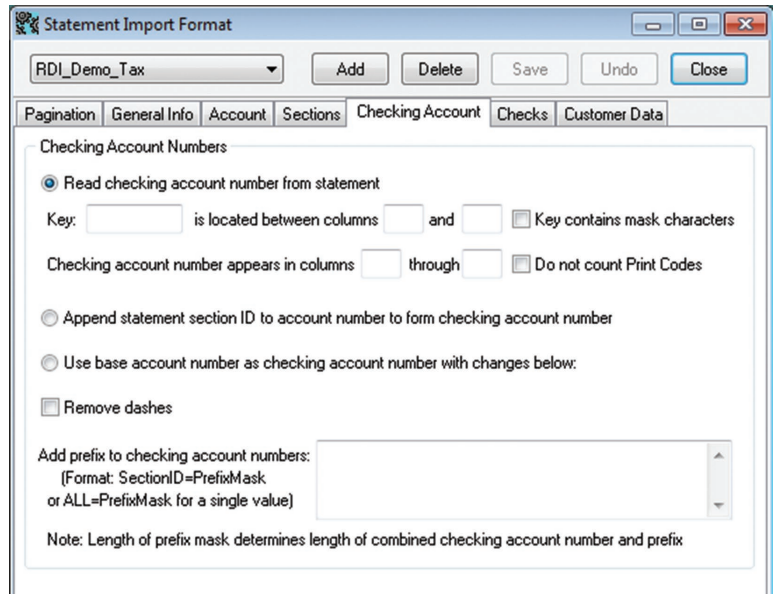 Statement Import Format
RDI_Demo_Tax Add Delete Save Undo Close
Pagination General Info Account Sections Checking Account Checks Customer Data
Checking Account Numbers
Read checking account number from statement
Key: is located between columns and Key contains mask characters
Checking account number appears in columns through Do not count Print Codes
Append statement section ID to account number to form checking account number
Use base account number as checking account number with changes below:
Remove dashes
Add prefix to checking account numbers:
(Format: SectionID=PrefixMask
or ALL=PrefixMask for a single value)
Note: Length of prefix mask determines length of combined checking account number and prefix